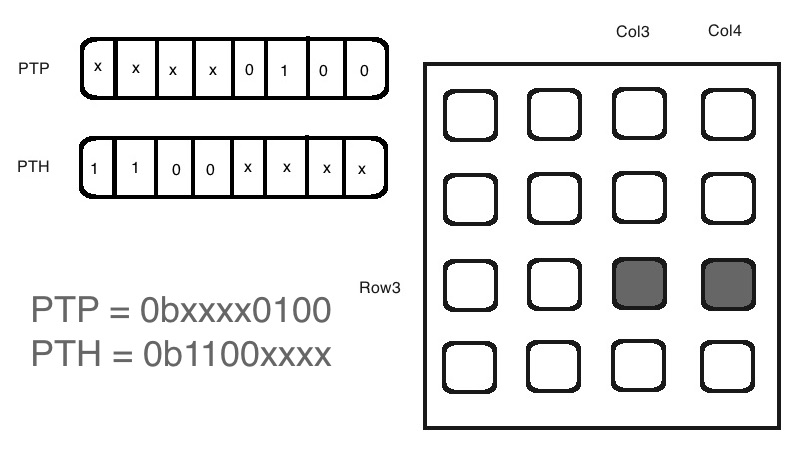 Col3 Col4
PTP x x x x 0 1 0 0
PTH 1 1 0 0 x x x x
Row3
PTP = 0bxxxx0100
PTH = 0b1100xxxx